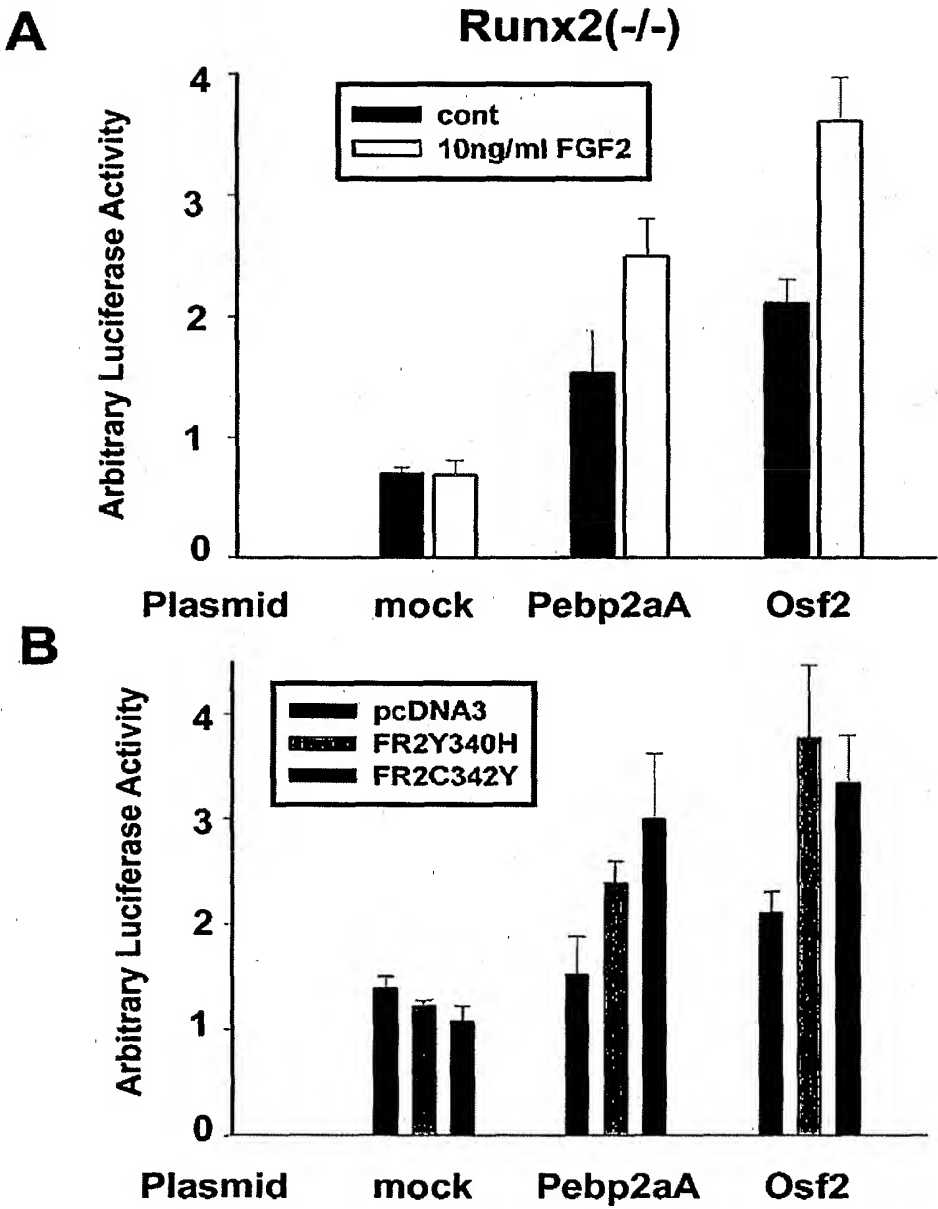 A
Runx2(-/-)
Arbitrary Luciferase Activity
4
3
2
1
0
cont
10ng/ml FGF2
Plasmid mock Pebp2aA Osf2
B
Arbitrary Luciferase Activity
4
3
2
1
0
pcDNA3
FR2Y340H
FR2C342Y
Plasmid mock Pebp2aA Osf2